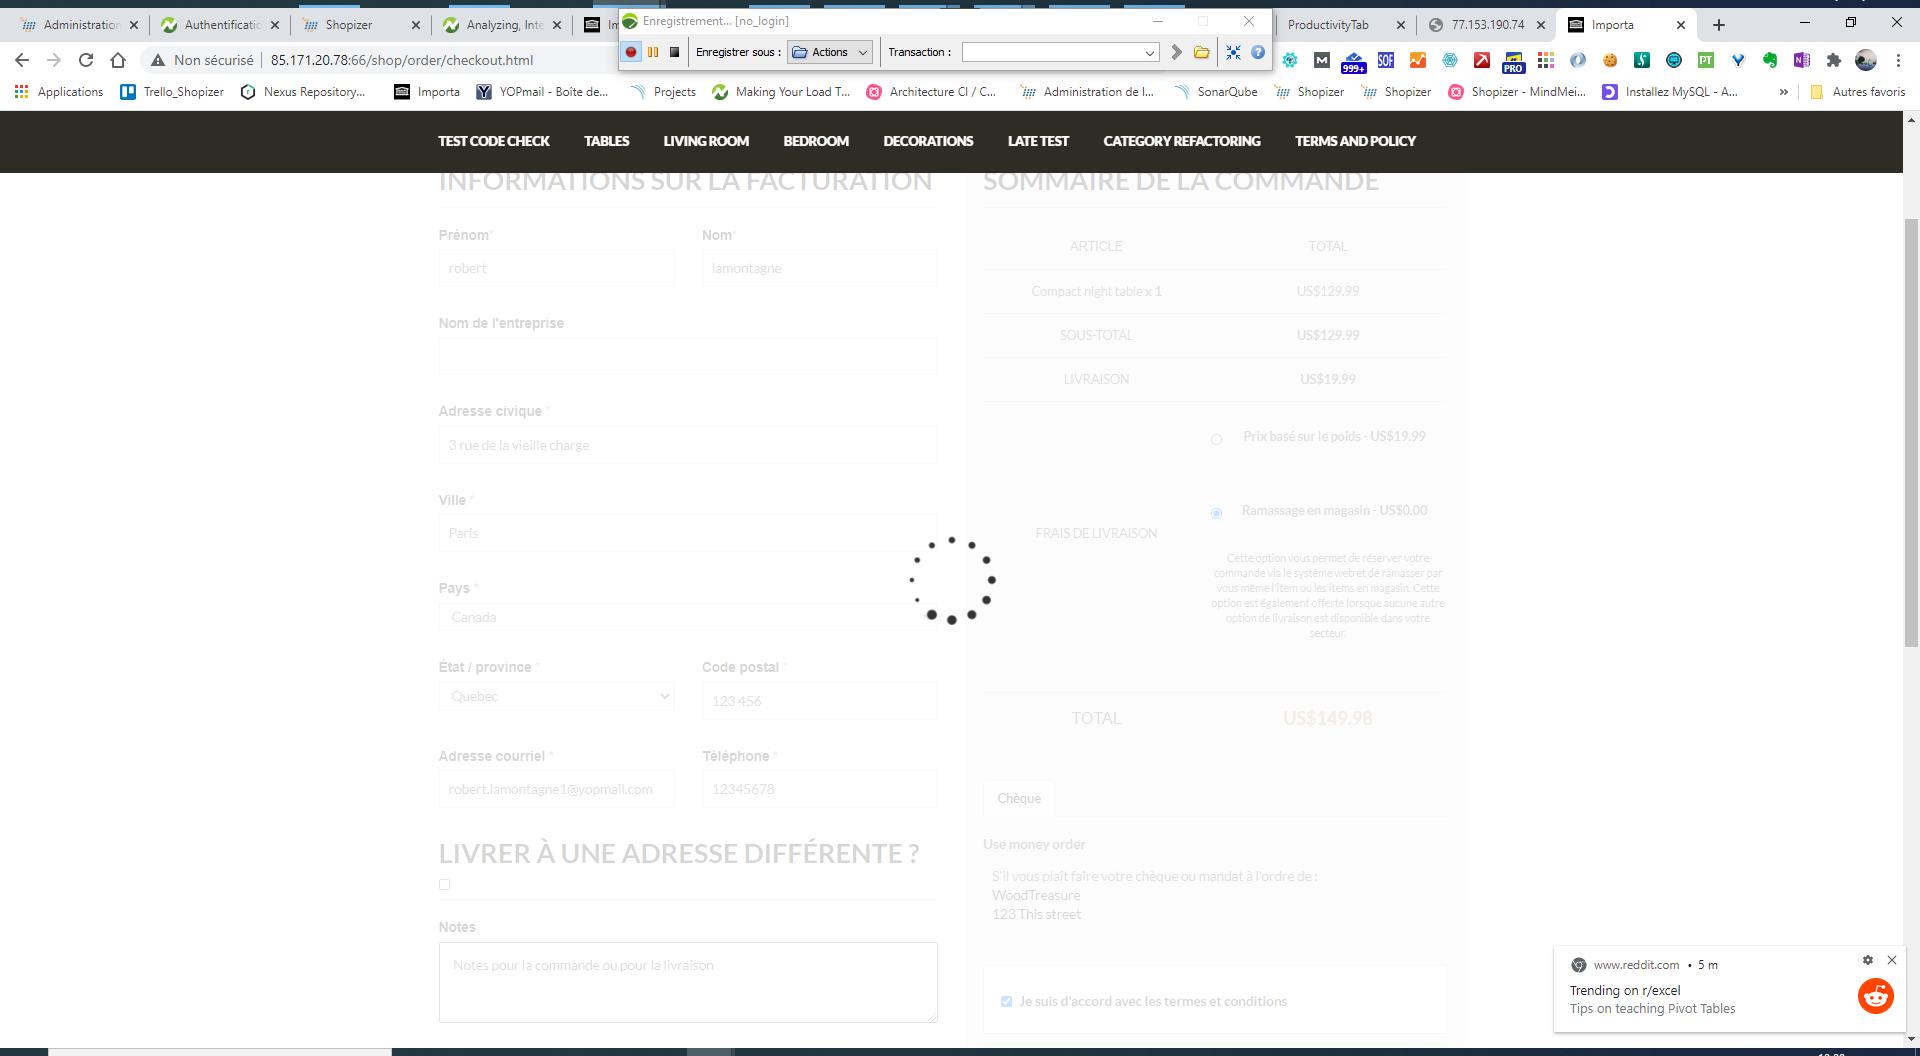 Administration
Authentificatio
Shopizer
Analyzing, Inte
Im
Enregistrement... [no_login]
ProductivityTab
77.153.190.74
Importa
Enregistrer sous :
Actions
Transaction :
Non sécurisé
85.171.20.78:66/shop/order/checkout.html
999+
SOF
PRO
PT
Applications
Trello_Shopizer
Nexus Repository...
Importa
YOPmail - Boîte de...
Projects
Making Your Load T...
Architecture CI / C...
Administration de l...
SonarQube
Shopizer
Shopizer
Shopizer - MindMei...
Installez MySQL - A...
»
Autres favoris
TEST CODE CHECK
TABLES
LIVING ROOM
BEDROOM
DECORATIONS
LATE TEST
CATEGORY REFACTORING
TERMS AND POLICY
INFORMATIONS SUR LA FACTURATION
Prénom*
Nom*
robert
lamontagne
Nom de l'entreprise
Adresse civique *
3 rue de la vieille charge
Ville *
Paris
Pays *
Canada
État / province *
Code postal *
Quebec
123 456
Adresse courriel *
Téléphone *
robert.lamontagne1@yopmail.com
12345678
LIVRER À UNE ADRESSE DIFFÉRENTE ?
Notes
Notes pour la commande ou pour la livraison
SOMMAIRE DE LA COMMANDE
ARTICLE
TOTAL
Compact night table x 1
US$129.99
SOUS-TOTAL
US$129.99
LIVRAISON
US$19.99
FRAIS DE LIVRAISON
Prix basé sur le poids - US$19.99
Ramassage en magasin - US$0.00
Cette option vous permet de réserver votre
commande via le système web et de ramasser par
vous même l'item ou les items en magasin. Cette
option est également offerte lorsque aucune autre
option de livraison est disponible dans votre
secteur.
TOTAL
US$149.98
Chèque
Use money order
S'il vous plaît faire votre chèque ou mandat à l'ordre de :
WoodTreasure
123 This street
Je suis d'accord avec les termes et conditions
www.reddit.com • 5 m
Trending on r/excel
Tips on teaching Pivot Tables